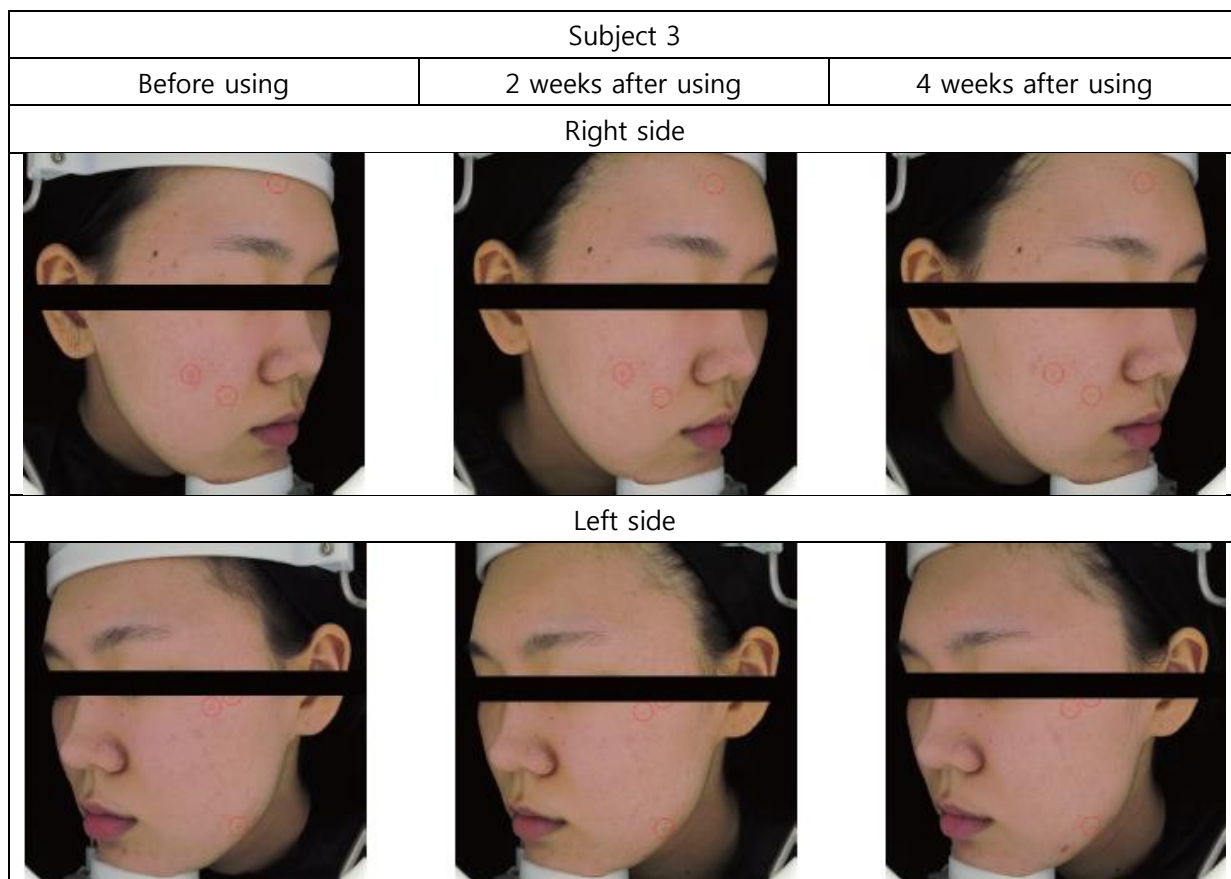 Subject 3
Before using
2 weeks after using
4 weeks after using
Right side
Left side